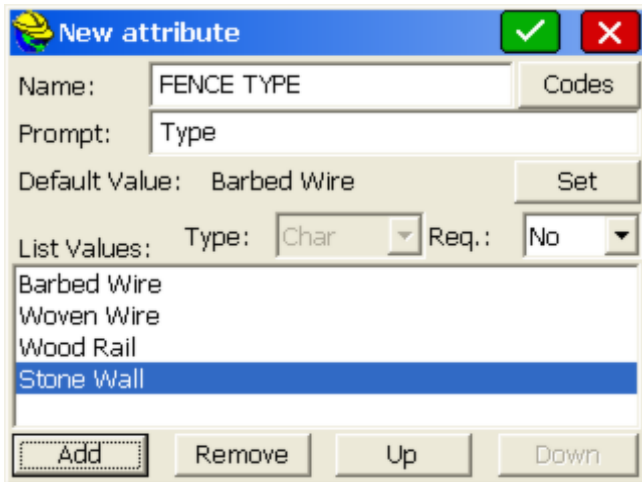 New attribute
Name: FENCE TYPE Codes
Prompt: Type
Default Value: Barbed Wire Set
List Values: Type: Char Req.: No
Barbed Wire
Woven Wire
Wood Rail
Stone Wall
Add Remove Up Down